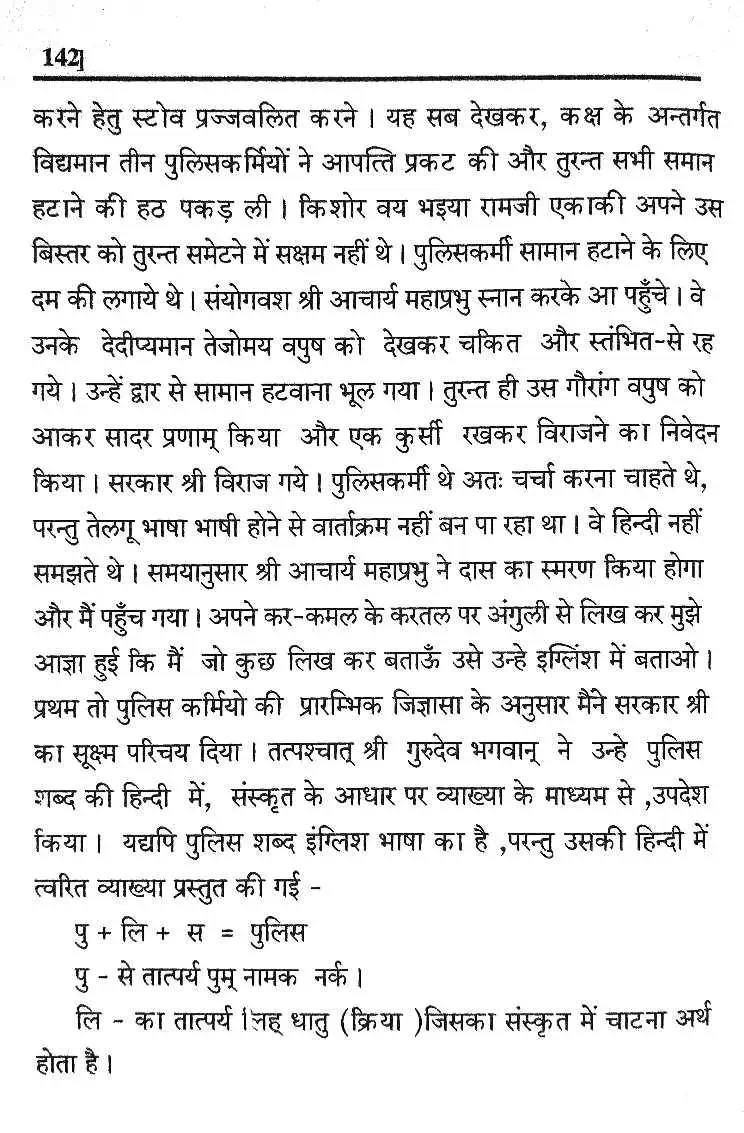 142
करने हेतु स्टोव प्रज्जवलित करने । यह सब देखकर, कक्ष के अन्तर्गत
विद्यमान तीन पुलिसकर्मियों ने आपत्ति प्रकट की और तुरन्त सभी समान
हटाने की हठ पकड़ ली । किशोर वय भइया रामजी एकाकी अपने उस
बिस्तर को तुरन्त समेटने में सक्षम नहीं थे । पुलिसकर्मी सामान हटाने के लिए
दम की लगाये थे । संयोगवश श्री आचार्य महाप्रभु स्नान करके आ पहुँचे । वे
उनके देदीप्यमान तेजोमय वपुष को देखकर चकित और स्तंभित-से रह
गये । उन्हें द्वार से सामान हटवाना भूल गया । तुरन्त ही उस गौरांग वपुष को
आकर सादर प्रणाम् किया और एक कुर्सी रखकर विराजने का निवेदन
किया । सरकार श्री विराज गये । पुलिसकर्मी थे अतः चर्चा करना चाहते थे,
परन्तु तेलगू भाषा भाषी होने से वार्ताक्रम नहीं बन पा रहा था । वे हिन्दी नहीं
समझते थे । समयानुसार श्री आचार्य महाप्रभु ने दास का स्मरण किया होगा
और मैं पहुँच गया । अपने कर-कमल के करतल पर अंगुली से लिख कर मुझे
आज्ञा हुई कि मैं जो कुछ लिख कर बताऊँ उसे उन्हे इग्लिंश में बताओ ।
प्रथम तो पुलिस कर्मियो की प्रारम्भिक जिज्ञासा के अनुसार मैंने सरकार श्री
का सूक्ष्म परिचय दिया । तत्पश्चात् श्री गुरुदेव भगवान् ने उन्हे पुलिस
शब्द की हिन्दी में, संस्कृत के आधार पर व्याख्या के माध्यम से ,उपदेश
किया । यद्यपि पुलिस शब्द इंग्लिश भाषा का है ,परन्तु उसकी हिन्दी में
त्वरित व्याख्या प्रस्तुत की गई -
पु + लि + स = पुलिस
पु - से तात्पर्य पुम् नामक नर्क ।
लि - का तात्पर्य लिह् धातु (क्रिया )जिसका संस्कृत में चाटना अर्थ
होता है ।